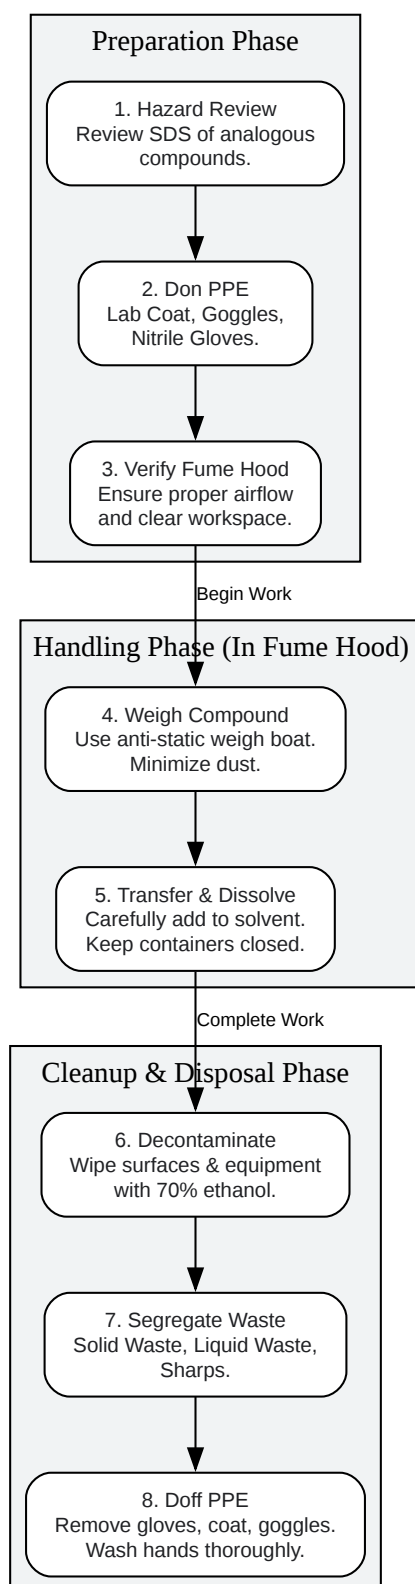 Preparation Phase
1. Hazard Review
Review SDS of analogous
compounds.
2. Don PPE
Lab Coat, Goggles,
Nitrile Gloves.
3. Verify Fume Hood
Ensure proper airflow
and clear workspace.
Begin Work
Handling Phase (In Fume Hood)
4. Weigh Compound
Use anti-static weigh boat.
Minimize dust.
5. Transfer & Dissolve
Carefully add to solvent.
Keep containers closed.
Complete Work
Cleanup & Disposal Phase
6. Decontaminate
Wipe surfaces & equipment
with 70% ethanol.
7. Segregate Waste
Solid Waste, Liquid Waste,
Sharps.
8. Doff PPE
Remove gloves, coat, goggles.
Wash hands thoroughly.